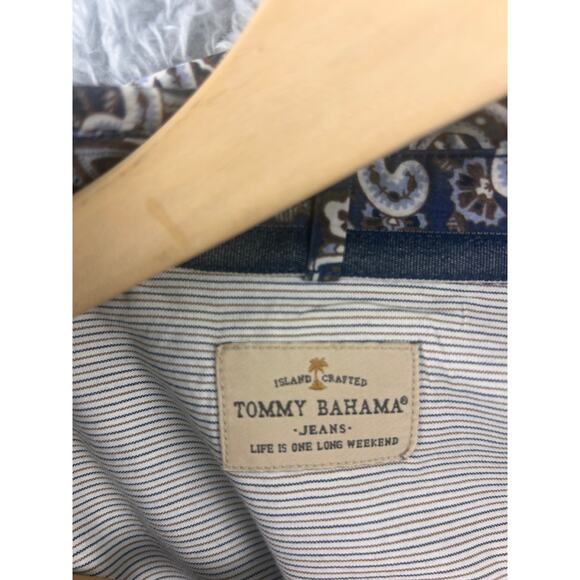 ISLAND CRAFTED
TOMMY BAHAMA®
·JEANS·
LIFE IS ONE LONG WEEKEND